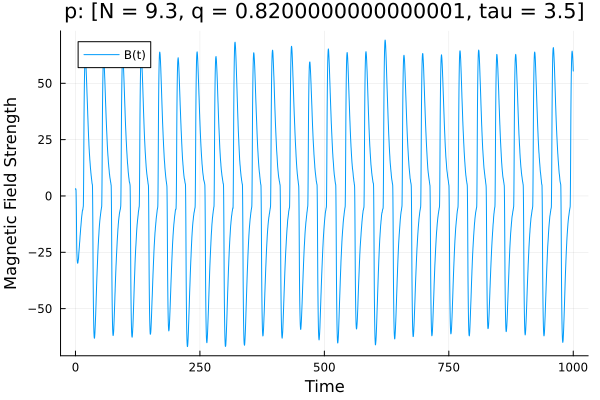 p: [N = 9.3, q = 0.8200000000000001, tau = 3.5]
B(t)
Magnetic Field Strength
50
25
0
−25
−50
0 250 500 750 1000
Time